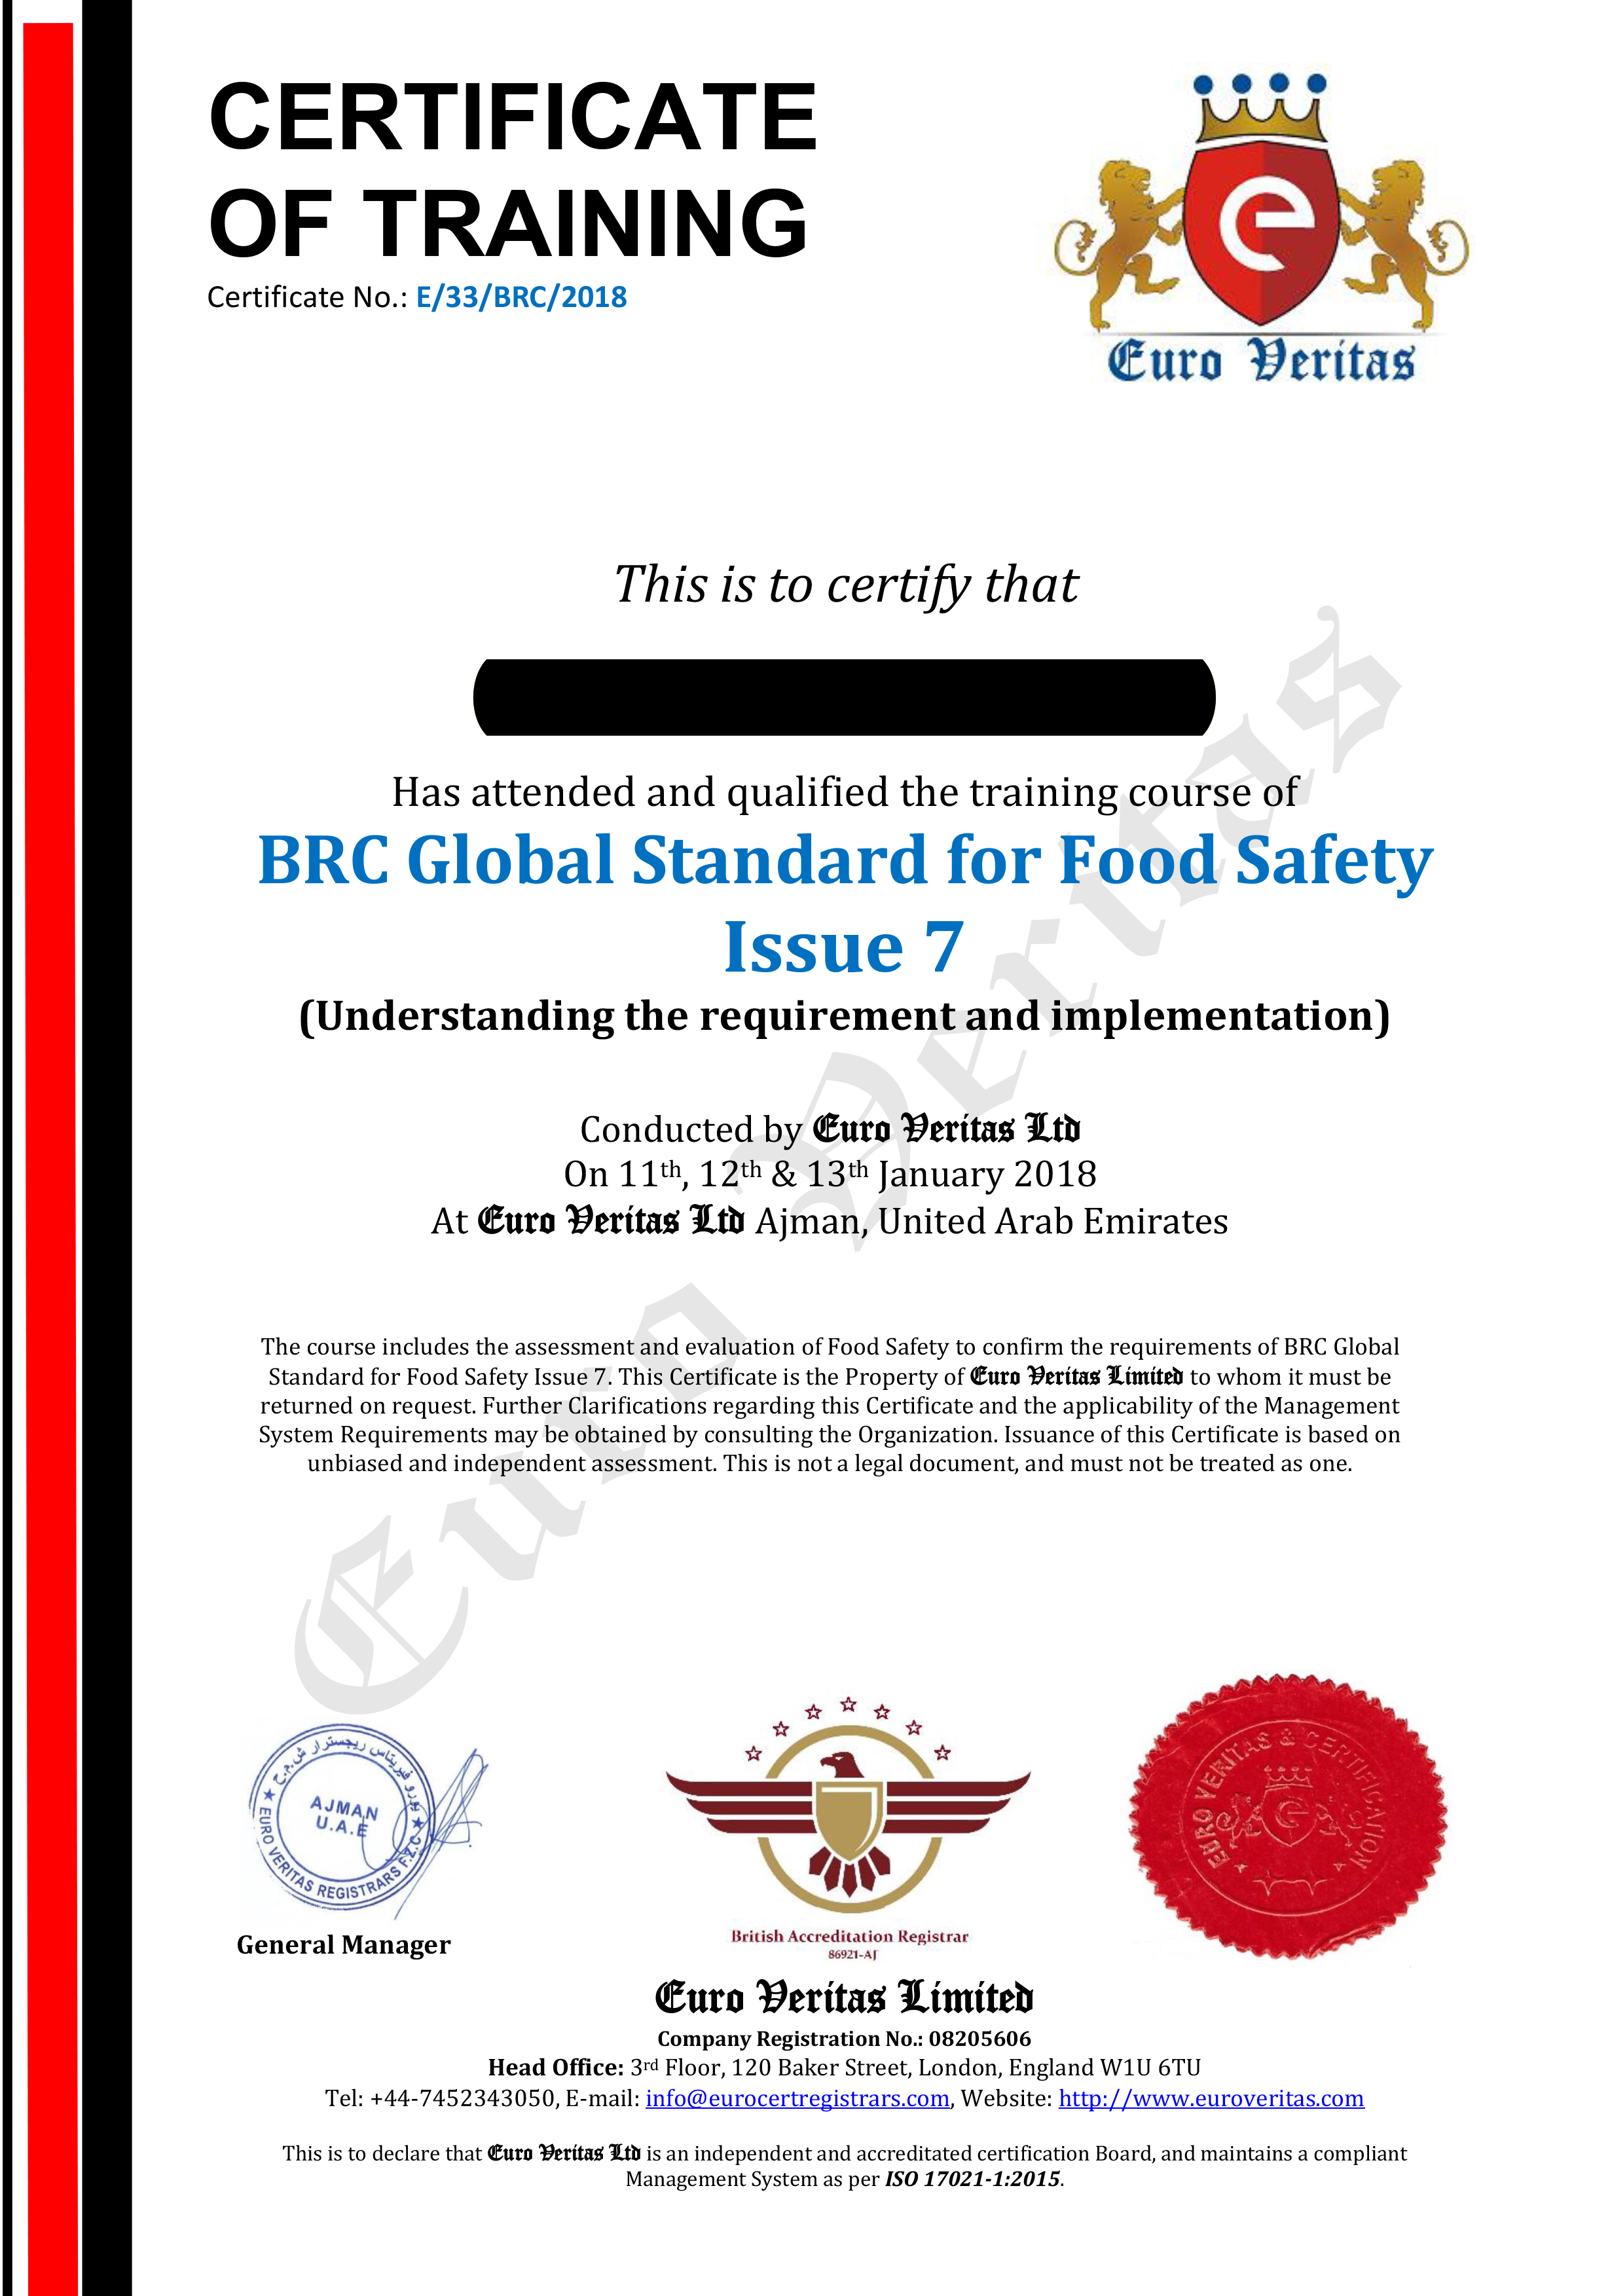 CERTIFICATE
OF TRAINING
Certificate No.: E/33/BRC/2018
Euro Veritas
This is to certify that
Has attended and qualified the training course of
BRC Global Standard for Food Safety
Issue 7
(Understanding the requirement and implementation)
Conducted by Euro Veritas Ltd
On 11th, 12th & 13th January 2018
At Euro Veritas Ltd Ajman, United Arab Emirates
The course includes the assessment and evaluation of Food Safety to confirm the requirements of BRC Global
Standard for Food Safety Issue 7. This Certificate is the Property of Euro Veritas Limited to whom it must be
returned on request. Further Clarifications regarding this Certificate and the applicability of the Management
System Requirements may be obtained by consulting the Organization. Issuance of this Certificate is based on
unbiased and independent assessment. This is not a legal document, and must not be treated as one.
Euro Veritas
يورو فيريتاس ريجسترار ش.م.ح
AJMAN
U.A.E
EURO VERITAS REGISTRARS F.Z.C
General Manager
British Accreditation Registrar
86921-AJ
EURO VERITAS & CERTIFICATION
Euro Veritas Limited
Company Registration No.: 08205606
Head Office: 3rd Floor, 120 Baker Street, London, England W1U 6TU
Tel: +44-7452343050, E-mail: info@eurocertregistrars.com, Website: http://www.euroveritas.com
This is to declare that Euro Veritas Ltd is an independent and accredited certification Board, and maintains a compliant
Management System as per ISO 17021-1:2015.